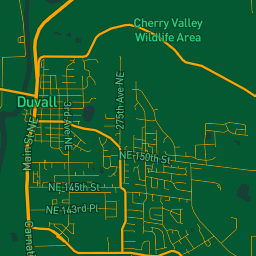 Cherry Valley
Wildlife Area
Duvall
275th Ave NE
3rd Ave NE
Main St NE
NE 150th St
NE 145th St
NE 143rd Pl
Carnat